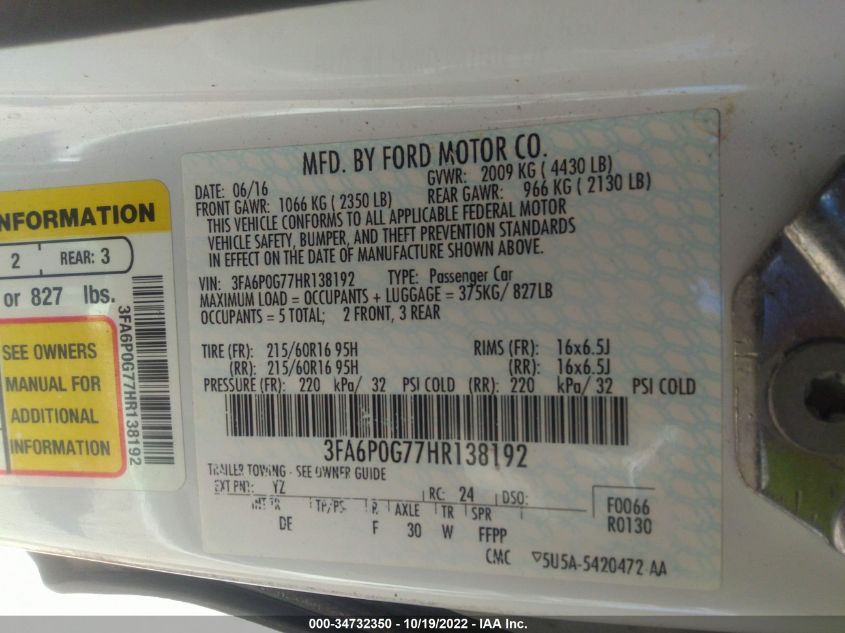 MFD. BY FORD MOTOR CO.
DATE: 06/16 GVWR: 2009 KG ( 4430 LB)
FRONT GAWR: 1066 KG ( 2350 LB) REAR GAWR: 966 KG ( 2130 LB)
THIS VEHICLE CONFORMS TO ALL APPLICABLE FEDERAL MOTOR
VEHICLE SAFETY, BUMPER, AND THEFT PREVENTION STANDARDS
IN EFFECT ON THE DATE OF MANUFACTURE SHOWN ABOVE.
VIN: 3FA6P0G77HR138192 TYPE: Passenger Car
MAXIMUM LOAD = OCCUPANTS + LUGGAGE = 375KG/ 827LB
OCCUPANTS = 5 TOTAL; 2 FRONT, 3 REAR
TIRE (FR): 215/60R16 95H RIMS (FR): 16x6.5J
(RR): 215/60R16 95H (RR): 16x6.5J
PRESSURE (FR): 220 kPa/ 32 PSI COLD (RR): 220 kPa/ 32 PSI COLD
3FA6P0G77HR138192
TRAILER TOWING - SEE OWNER GUIDE
EXT PNT: YZ RC: 24 DSO: F0066
INT TR TP/PS R AXLE TR SPR R0130
DE F 30 W FFPP
CMC ▽5U5A-5420472 AA
INFORMATION
2 REAR: 3
or 827 lbs.
SEE OWNERS
MANUAL FOR
ADDITIONAL
INFORMATION
3FA6P0G77HR138192
000-34732350 - 10/19/2022 - IAA Inc.